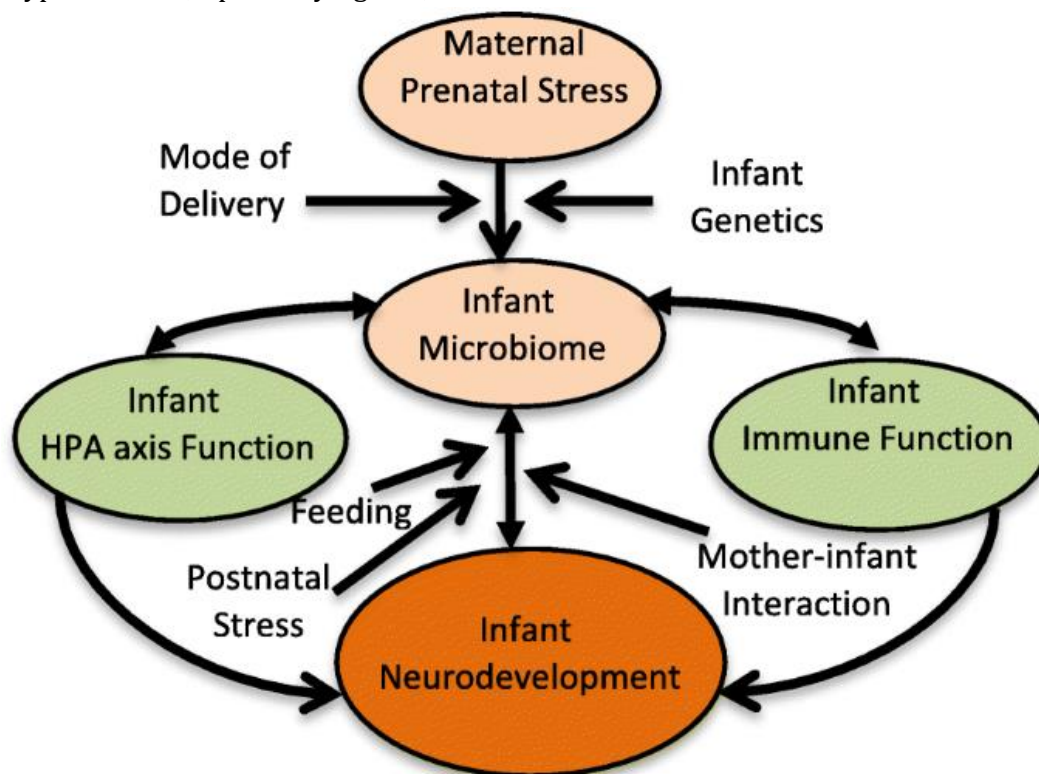 Maternal
Prenatal Stress
Mode of
Delivery
Infant
Genetics
Infant
Microbiome
Infant
HPA axis Function
Infant
Immune Function
Feeding
Postnatal
Stress
Mother-infant
Interaction
Infant
Neurodevelopment